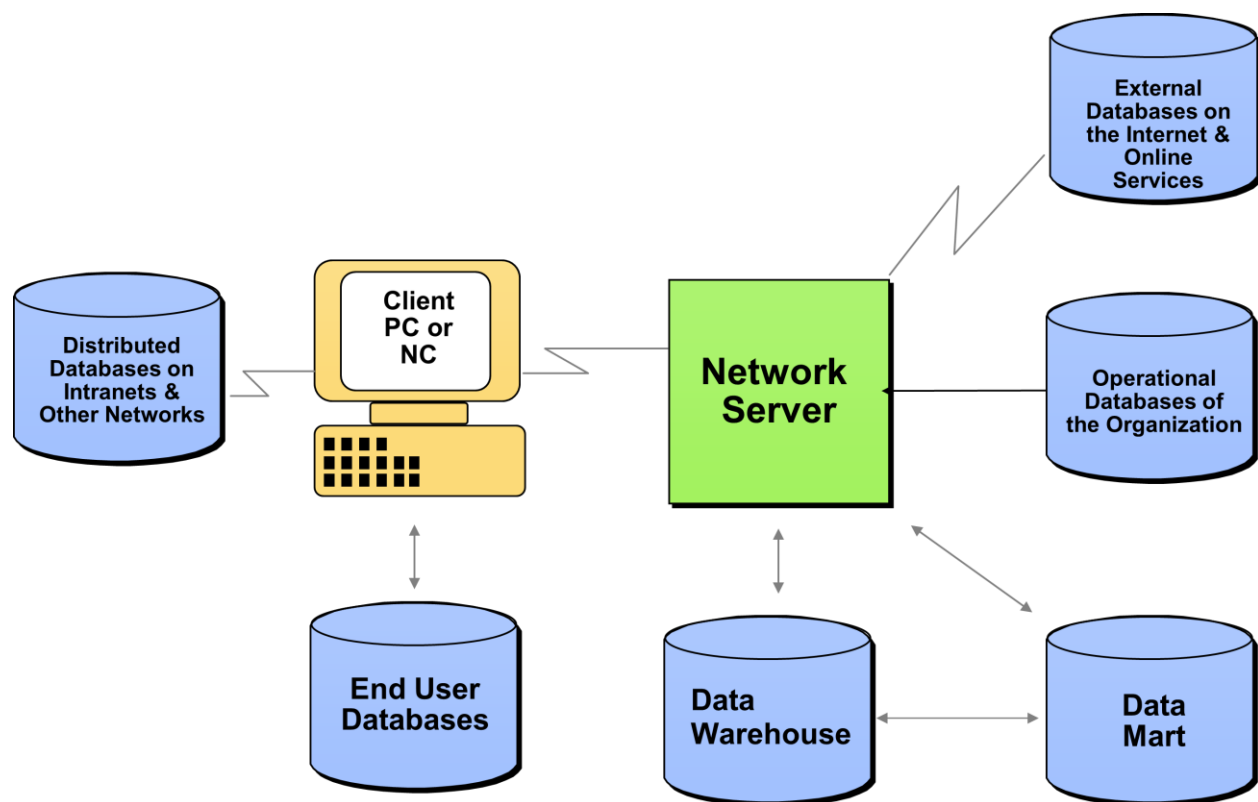 External
Databases on
the Internet &
Online
Services
Client
PC or
NC
Distributed
Databases on
Intranets &
Other Networks
Network
Server
Operational
Databases of
the Organization
End User
Databases
Data
Warehouse
Data
Mart